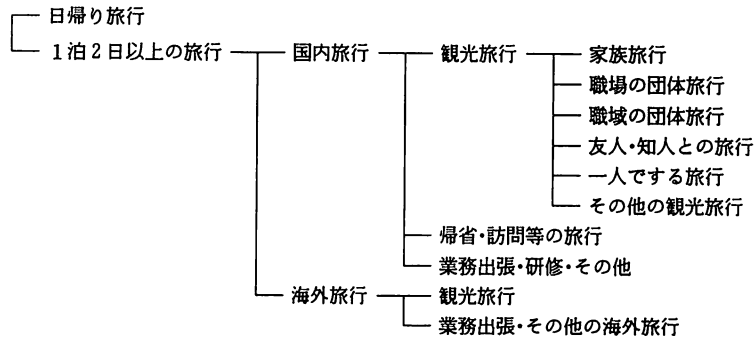 日帰り旅行
1泊2日以上の旅行 国内旅行 観光旅行 家族旅行
職場の団体旅行
職域の団体旅行
友人・知人との旅行
一人でする旅行
その他の観光旅行
帰省・訪問等の旅行
業務出張・研修・その他
海外旅行 観光旅行
業務出張・その他の海外旅行